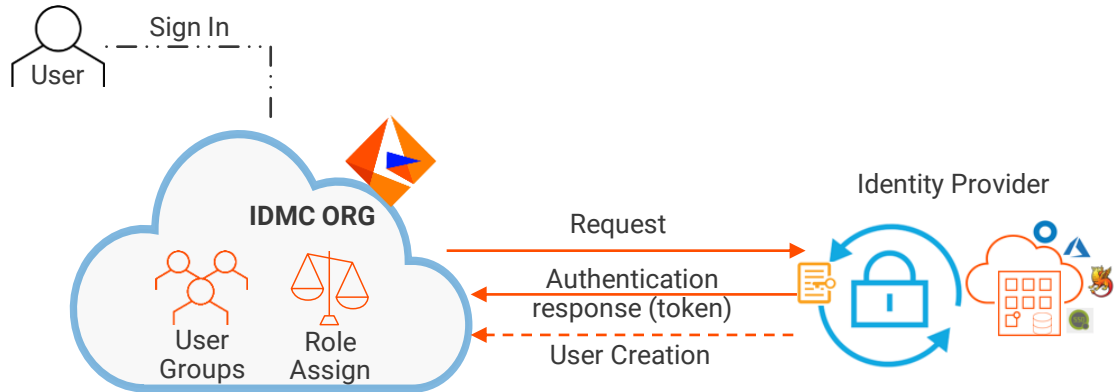 Sign In
User
IDMC ORG
User
Groups
Role
Assign
Request
Authentication
response (token)
User Creation
Identity Provider